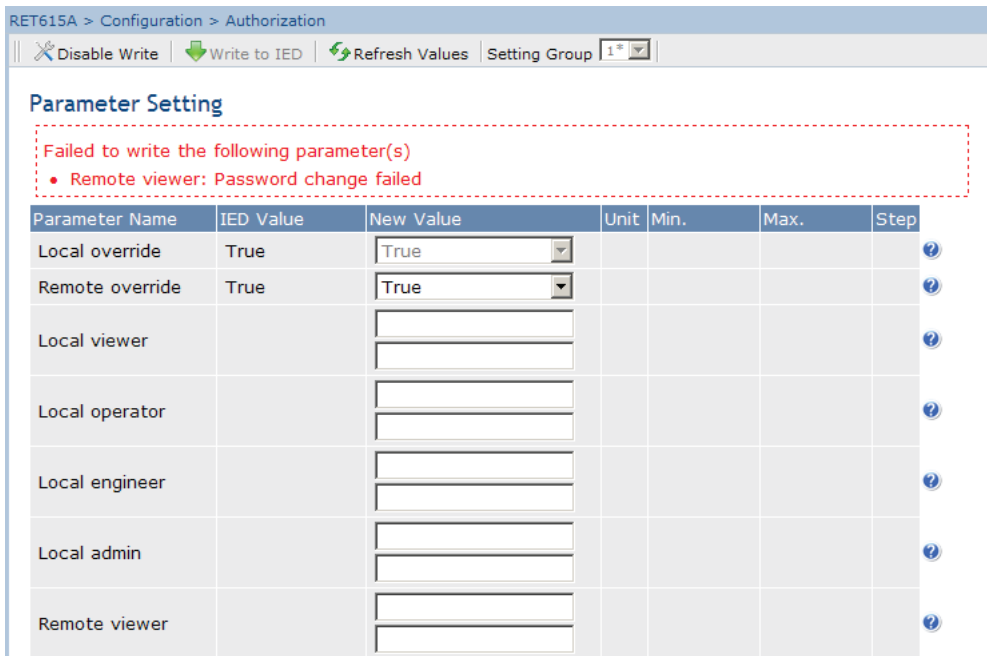 RET615A > Configuration > Authorization
Disable Write Write to IED Refresh Values Setting Group 1*
Parameter Setting
Failed to write the following parameter(s)
• Remote viewer: Password change failed
Parameter Name IED Value New Value Unit Min. Max. Step
Local override True True ?
Remote override True True ?
Local viewer ?
Local operator ?
Local engineer ?
Local admin ?
Remote viewer ?